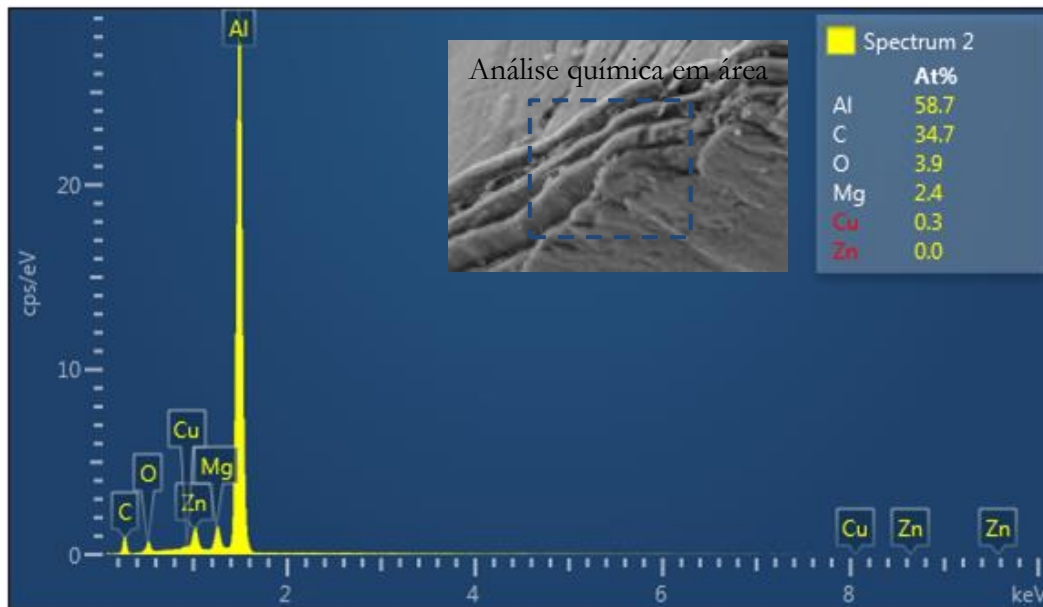 Spectrum 2
At%
Al 58.7
C 34.7
O 3.9
Mg 2.4
Cu 0.3
Zn 0.0
Análise química em área
cps/eV
20
10
0
Al
Cu
O
Mg
C
Zn
Cu
Zn
Zn
2
4
6
8
keV